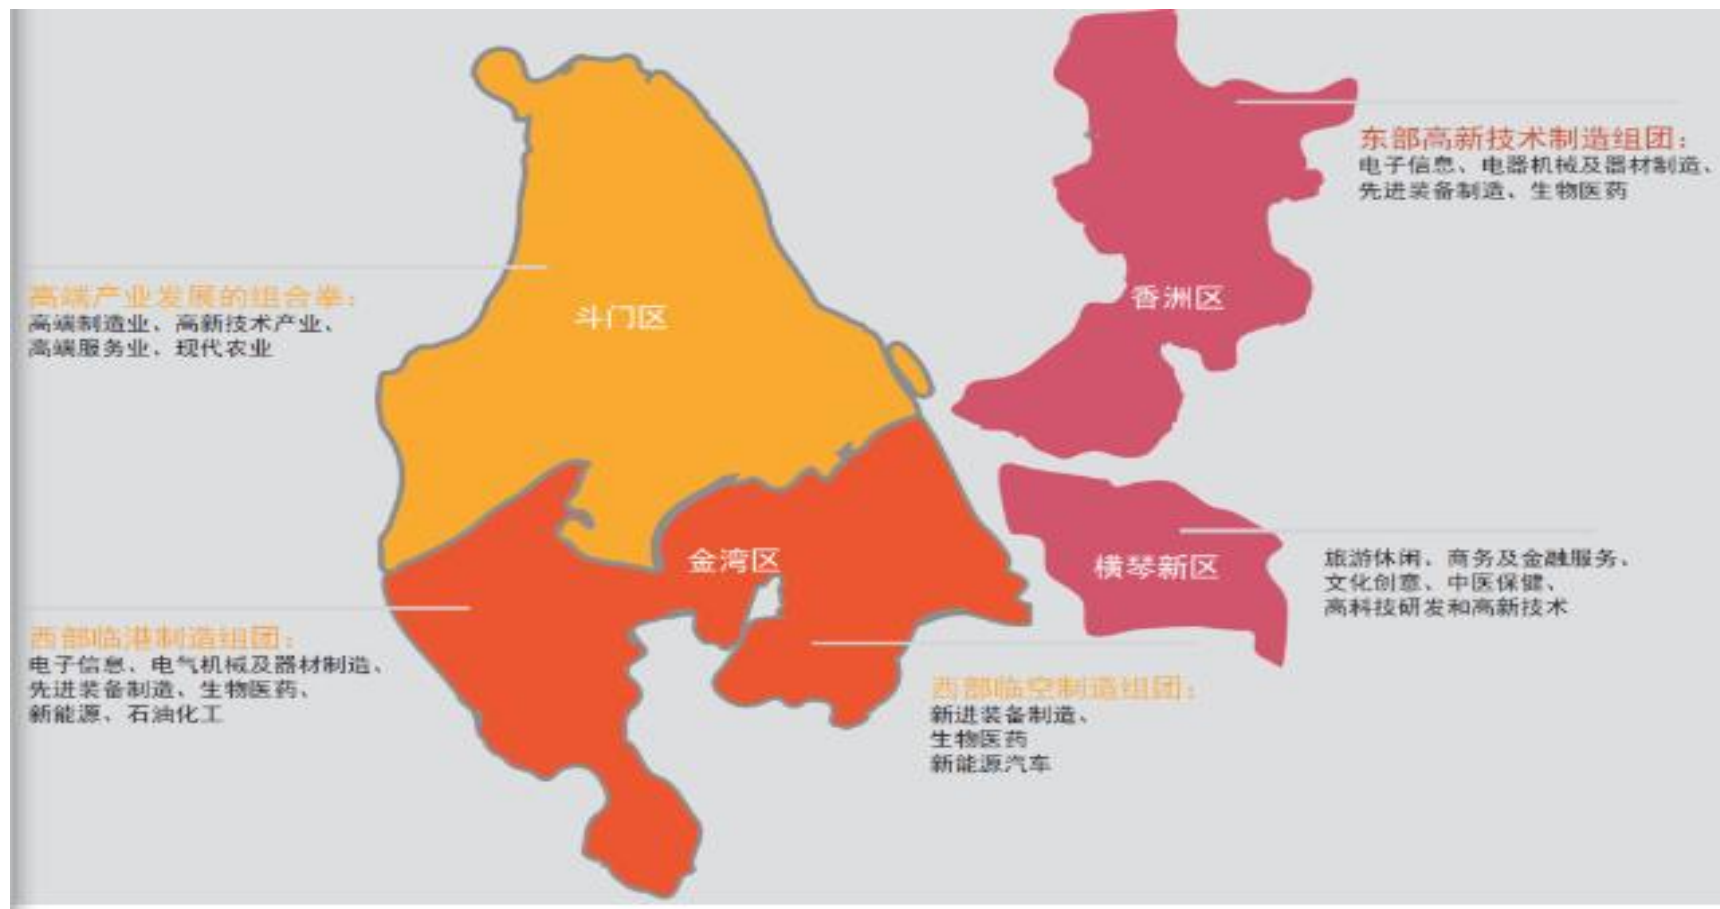 东部高新技术制造组团：
电子信息、电器机械及器材制造、
先进装备制造、生物医药
香洲区
高端产业发展的组合拳：
高端制造业、高新技术产业、
高端服务业、现代农业
斗门区
金湾区
横琴新区
旅游休闲、商务及金融服务、
文化创意、中医保健、
高科技研发和高新技术
西部临港制造组团：
电子信息、电气机械及器材制造、
先进装备制造、生物医药、
新能源、石油化工
西部临空制造组团：
新进装备制造、
生物医药
新能源汽车